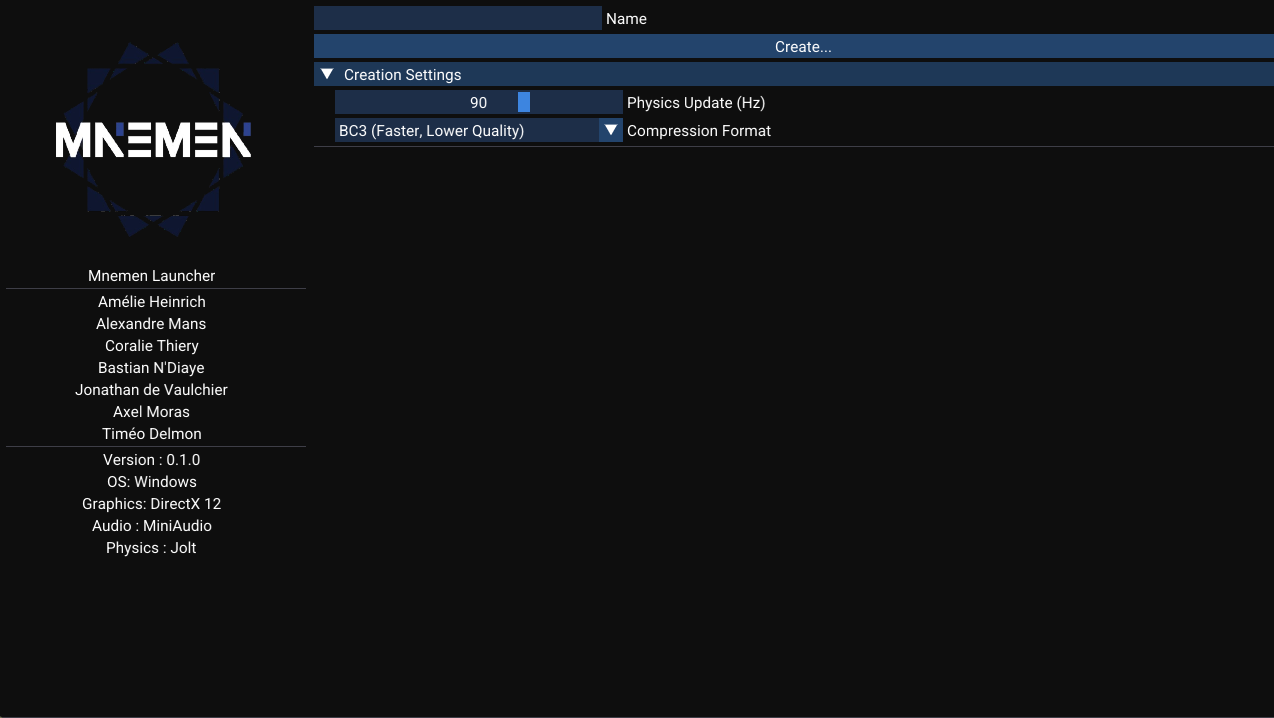 MNEMEN
Mnemen Launcher
Amélie Heinrich
Alexandre Mans
Coralie Thiery
Bastian N'Diaye
Jonathan de Vaulchier
Axel Moras
Timéo Delmon
Version : 0.1.0
OS: Windows
Graphics: DirectX 12
Audio : MiniAudio
Physics : Jolt
Name
Create...
Creation Settings
90 Physics Update (Hz)
BC3 (Faster, Lower Quality) Compression Format